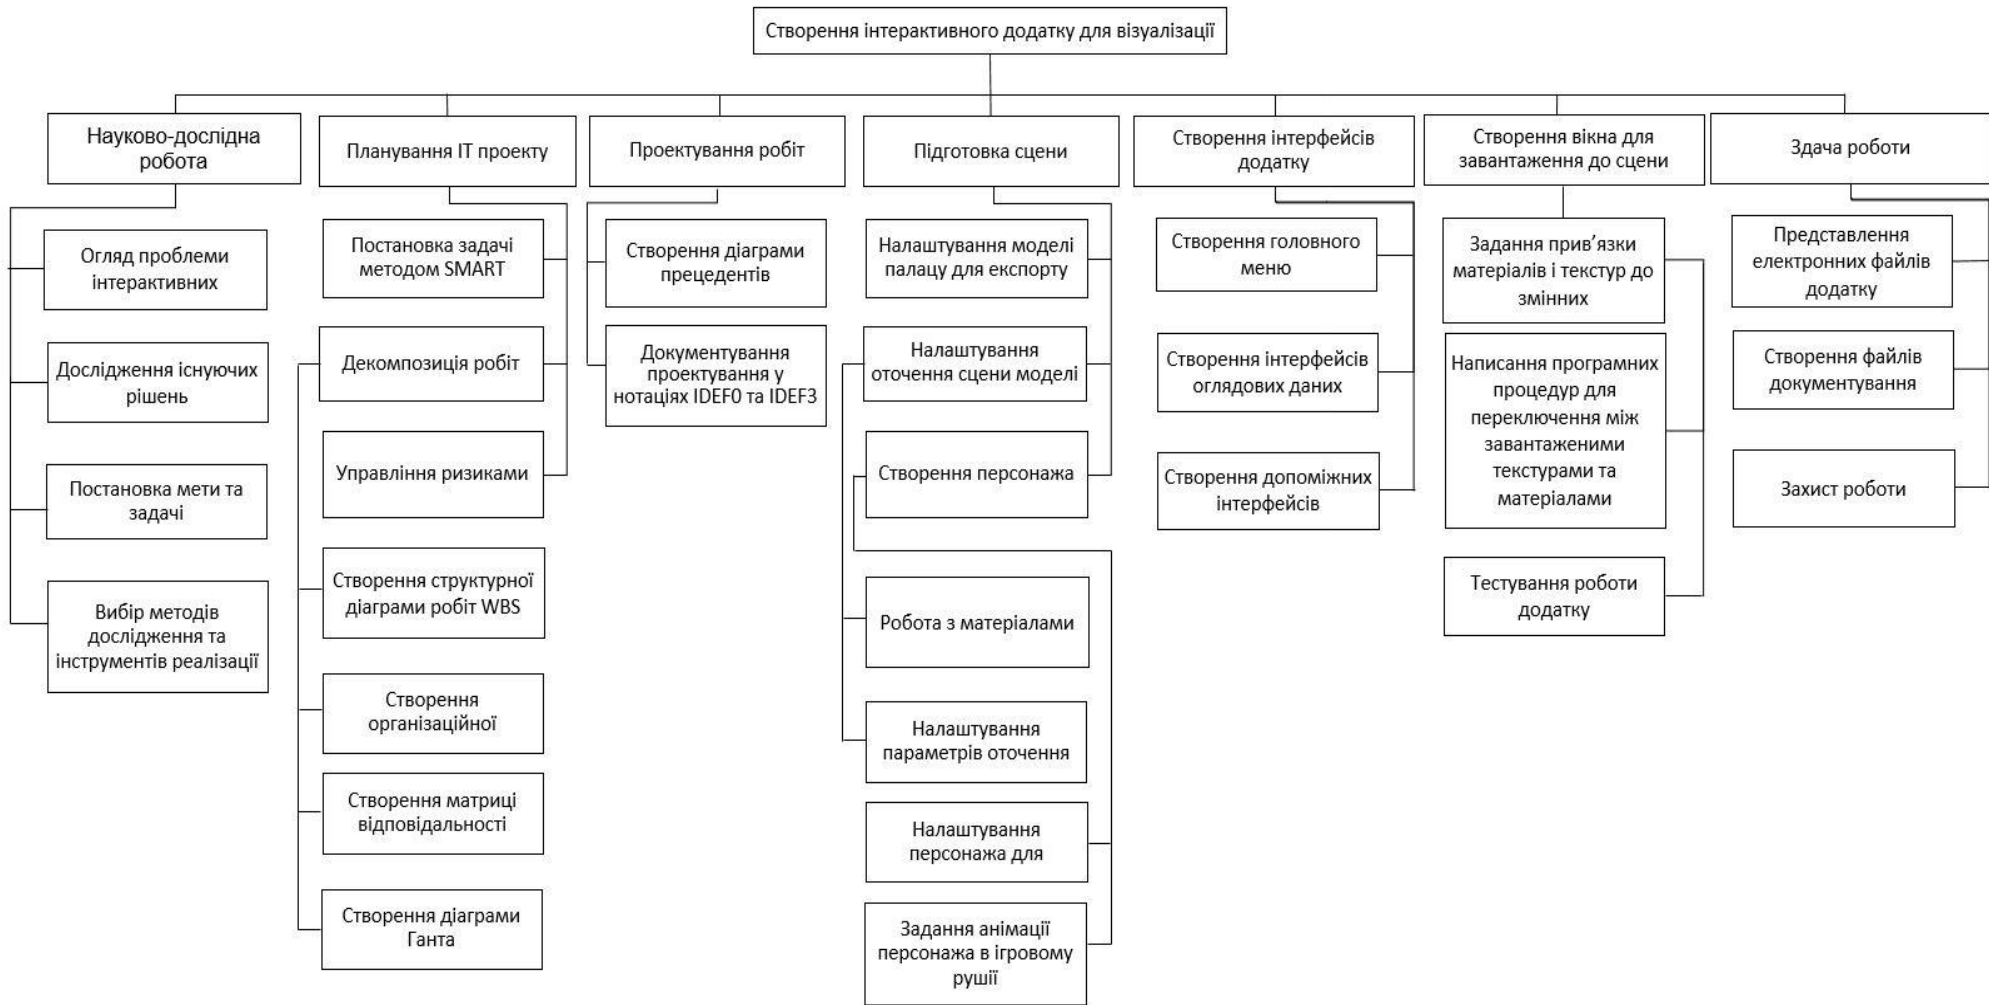 Створення інтерактивного додатку для візуалізації
Науково-дослідна
робота
Огляд проблеми
інтерактивних
Дослідження існуючих
рішень
Постановка мети та
задачі
Вибір методів
дослідження та
інструментів реалізації
Планування ІТ проекту
Постановка задачі
методом SMART
Декомпозиція робіт
Управління ризиками
Створення структурної
діаграми робіт WBS
Створення
організаційної
Створення матриці
відповідальності
Створення діаграми
Ганта
Проектування робіт
Створення діаграми
прецедентів
Документування
проектування у
нотаціях IDEF0 та IDEF3
Підготовка сцени
Налаштування моделі
палацу для експорту
Налаштування
оточення сцени моделі
Створення персонажа
Робота з матеріалами
Налаштування
параметрів оточення
Налаштування
персонажа для
Задання анімації
персонажа в ігровому
рушії
Створення інтерфейсів
додатку
Створення головного
меню
Створення інтерфейсів
оглядових даних
Створення допоміжних
інтерфейсів
Створення вікна для
завантаження до сцени
Задання прив’язки
матеріалів і текстур до
змінних
Написання програмних
процедур для
переключення між
завантаженими
текстурами та
матеріалами
Тестування роботи
додатку
Здача роботи
Представлення
електронних файлів
додатку
Створення файлів
документування
Захист роботи